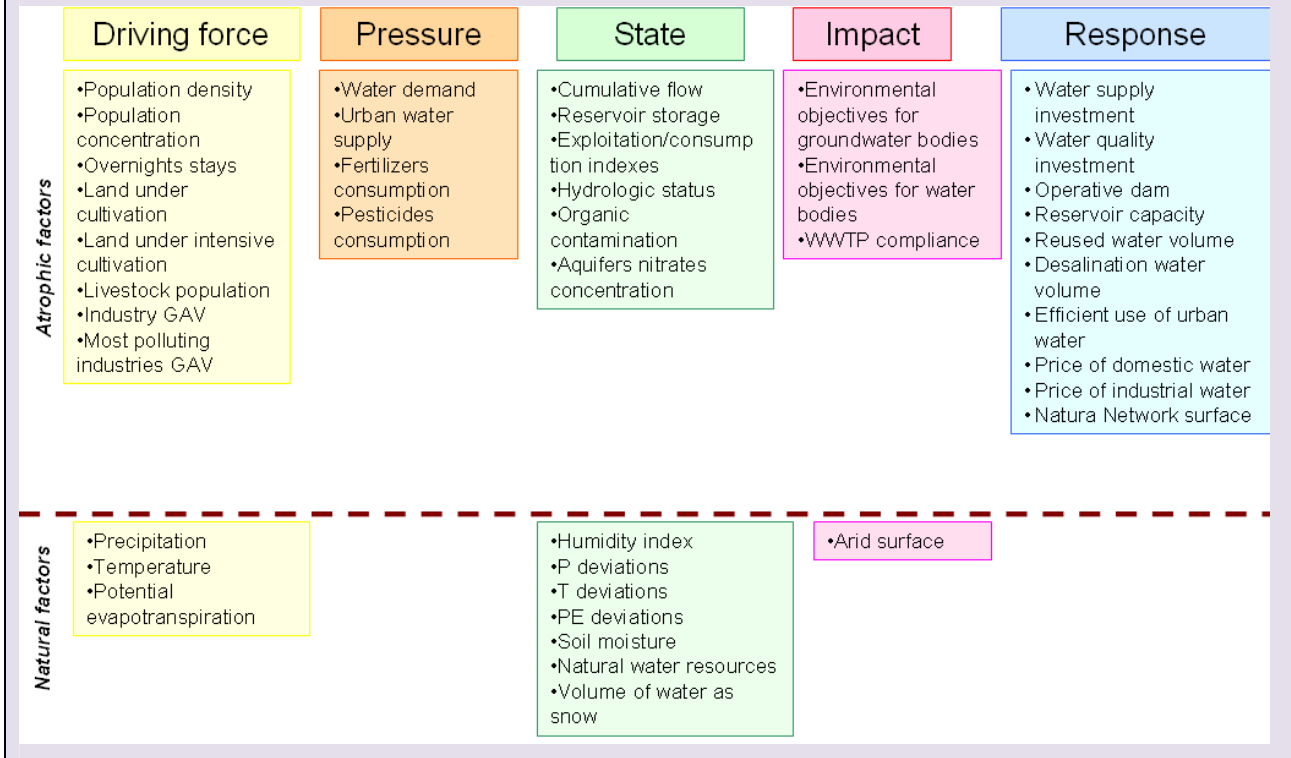 Driving force
Pressure
State
Impact
Response
Atrophic factors
•Population density
•Population
concentration
•Overnights stays
•Land under
cultivation
•Land under intensive
cultivation
•Livestock population
•Industry GAV
•Most polluting
industries GAV
•Water demand
•Urban water
supply
•Fertilizers
consumption
•Pesticides
consumption
•Cumulative flow
•Reservoir storage
•Exploitation/consump
tion indexes
•Hydrologic status
•Organic
contamination
•Aquifers nitrates
concentration
•Environmental
objectives for
groundwater bodies
•Environmental
objectives for water
bodies
•WWTP compliance
•Water supply
investment
•Water quality
investment
•Operative dam
•Reservoir capacity
•Reused water volume
•Desalination water
volume
•Efficient use of urban
water
•Price of domestic water
•Price of industrial water
•Natura Network surface
Natural factors
•Precipitation
•Temperature
•Potential
evapotranspiration
•Humidity index
•P deviations
•T deviations
•PE deviations
•Soil moisture
•Natural water resources
•Volume of water as
snow
•Arid surface